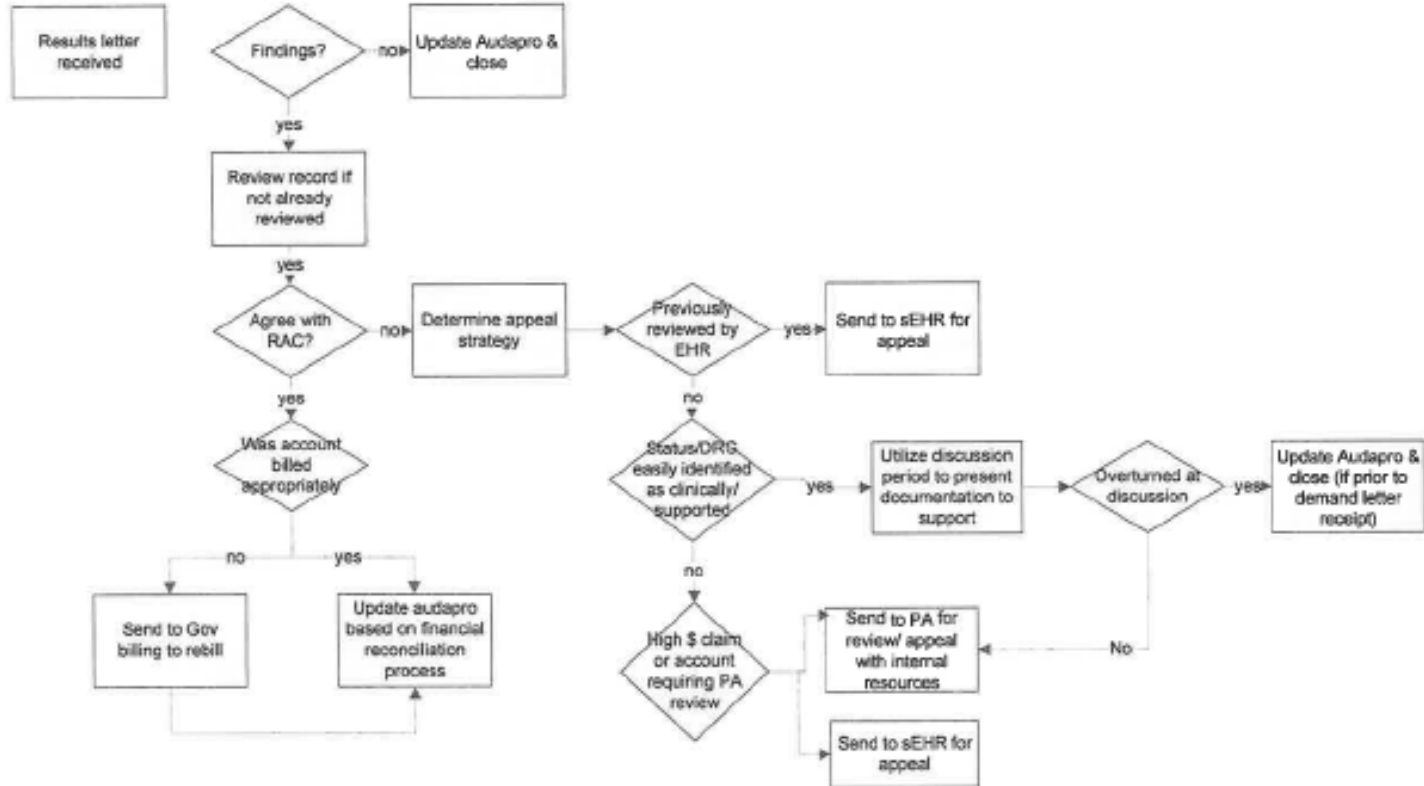 Results letter
received
Findings?
no
Update Audapro &
close
yes
Review record if
not already
reviewed
yes
Agree with
RAC?
no
Determine appeal
strategy
Previously
reviewed by
EHR
yes
Send to sEHR for
appeal
yes
no
Was account
billed
appropriately
Status/DRG
easily identified
as clinically/
supported
yes
Utilize discussion
period to present
documentation to
support
Overturned at
discussion
yes
Update Audapro &
close (if prior to
demand letter
receipt)
no
yes
no
Send to Gov
billing to rebill
Update audapro
based on financial
reconciliation
process
High $ claim
or account
requiring PA
review
Send to PA for
review/ appeal
with internal
resources
No
Send to sEHR for
appeal